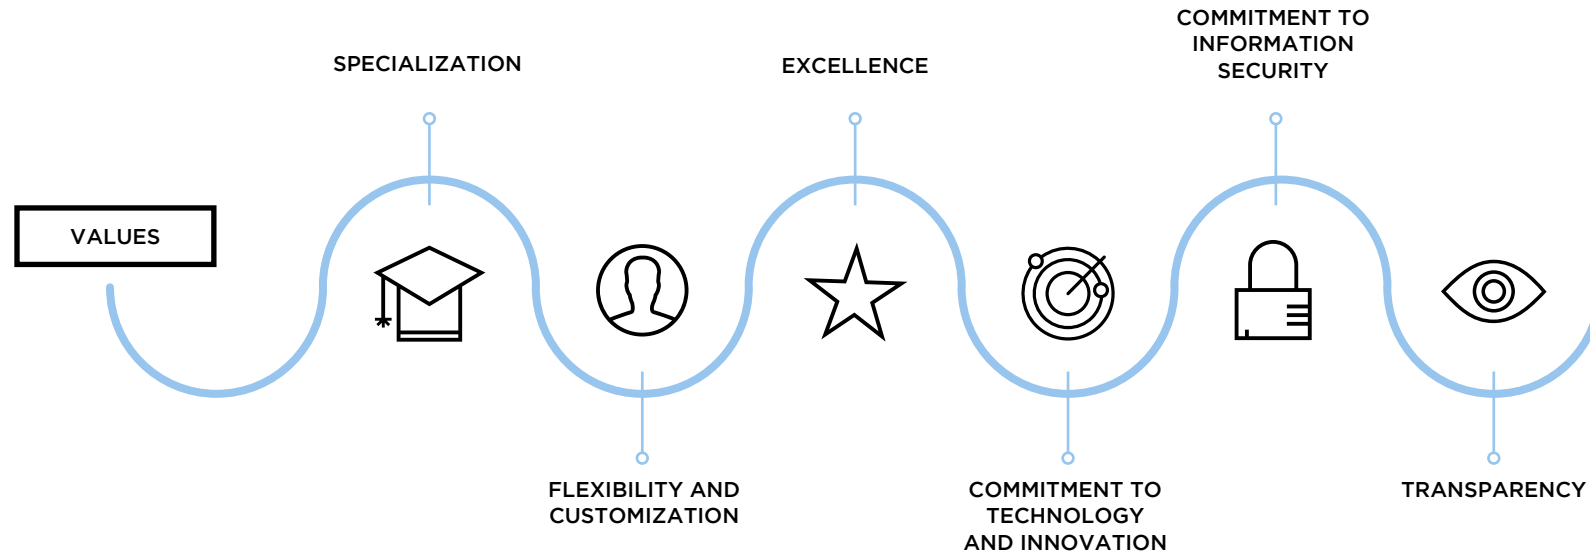 VALUES
SPECIALIZATION
FLEXIBILITY AND
CUSTOMIZATION
EXCELLENCE
COMMITMENT TO
TECHNOLOGY
AND INNOVATION
COMMITMENT TO
INFORMATION
SECURITY
TRANSPARENCY